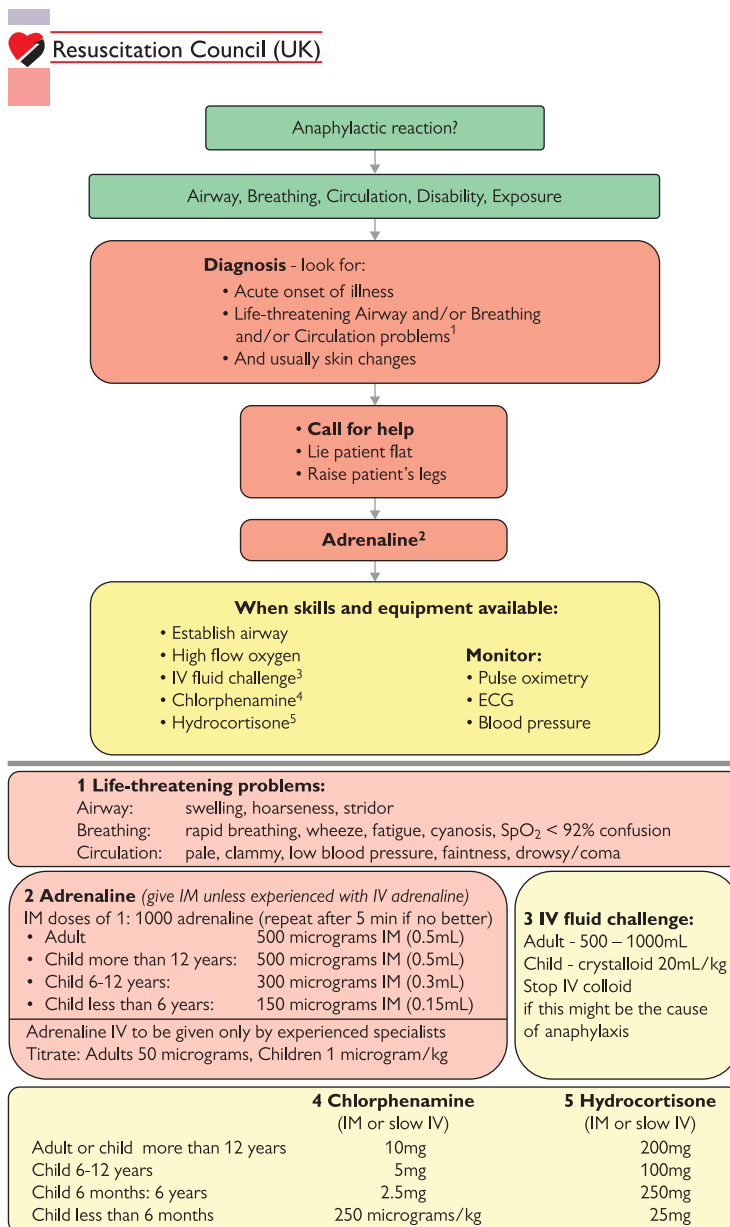 Resuscitation Council (UK)
Anaphylactic reaction?
Airway, Breathing, Circulation, Disability, Exposure
Diagnosis - look for:
• Acute onset of illness
• Life-threatening Airway and/or Breathing
and/or Circulation problems1
• And usually skin changes
• Call for help
• Lie patient flat
• Raise patient's legs
Adrenaline2
When skills and equipment available:
• Establish airway
• High flow oxygen
• IV fluid challenge3
• Chlorphenamine4
• Hydrocortisone5
Monitor:
• Pulse oximetry
• ECG
• Blood pressure
1 Life-threatening problems:
Airway: swelling, hoarseness, stridor
Breathing: rapid breathing, wheeze, fatigue, cyanosis, SpO2 < 92% confusion
Circulation: pale, clammy, low blood pressure, faintness, drowsy/coma
2 Adrenaline (give IM unless experienced with IV adrenaline)
IM doses of 1: 1000 adrenaline (repeat after 5 min if no better)
• Adult 500 micrograms IM (0.5mL)
• Child more than 12 years: 500 micrograms IM (0.5mL)
• Child 6-12 years: 300 micrograms IM (0.3mL)
• Child less than 6 years: 150 micrograms IM (0.15mL)
Adrenaline IV to be given only by experienced specialists
Titrate: Adults 50 micrograms, Children 1 microgram/kg
3 IV fluid challenge:
Adult - 500 – 1000mL
Child - crystalloid 20mL/kg
Stop IV colloid
if this might be the cause
of anaphylaxis
4 Chlorphenamine 5 Hydrocortisone
(IM or slow IV) (IM or slow IV)
Adult or child more than 12 years 10mg 200mg
Child 6-12 years 5mg 100mg
Child 6 months: 6 years 2.5mg 250mg
Child less than 6 months 250 micrograms/kg 25mg